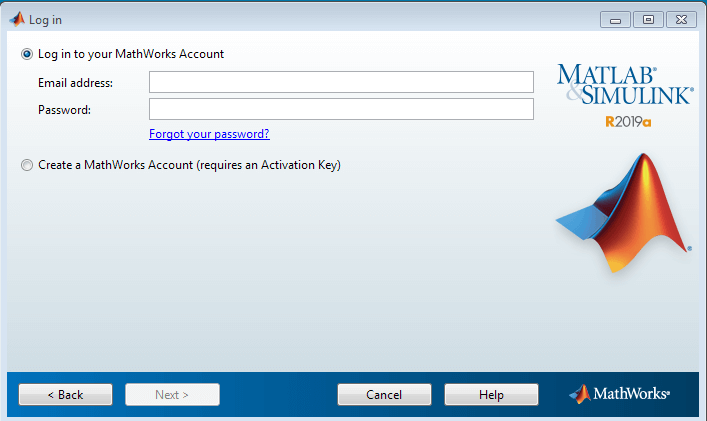 Log in
Log in to your MathWorks Account
Email address:
Password:
Forgot your password?
Create a MathWorks Account (requires an Activation Key)
MATLAB®
&SIMULINK®
R2019a
®
< Back
Next >
Cancel
Help
MathWorks®